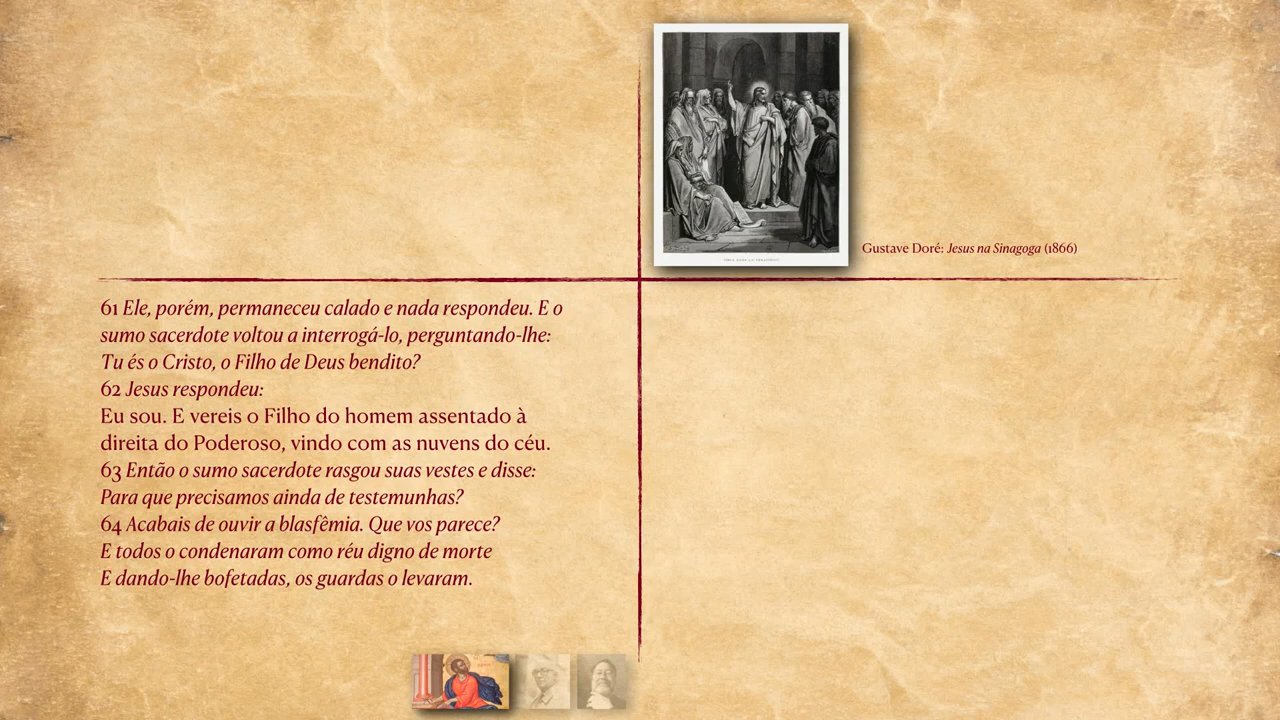 Gustave Doré: Jesus na Sinagoga (1866)
61 Ele, porém, permaneceu calado e nada respondeu. E o
sumo sacerdote voltou a interrogá-lo, perguntando-lhe:
Tu és o Cristo, o Filho de Deus bendito?
62 Jesus respondeu:
Eu sou. E vereis o Filho do homem assentado à
direita do Poderoso, vindo com as nuvens do céu.
63 Então o sumo sacerdote rasgou suas vestes e disse:
Para que precisamos ainda de testemunhas?
64 Acabais de ouvir a blasfêmia. Que vos parece?
E todos o condenaram como réu digno de morte
E dando-lhe bofetadas, os guardas o levaram.